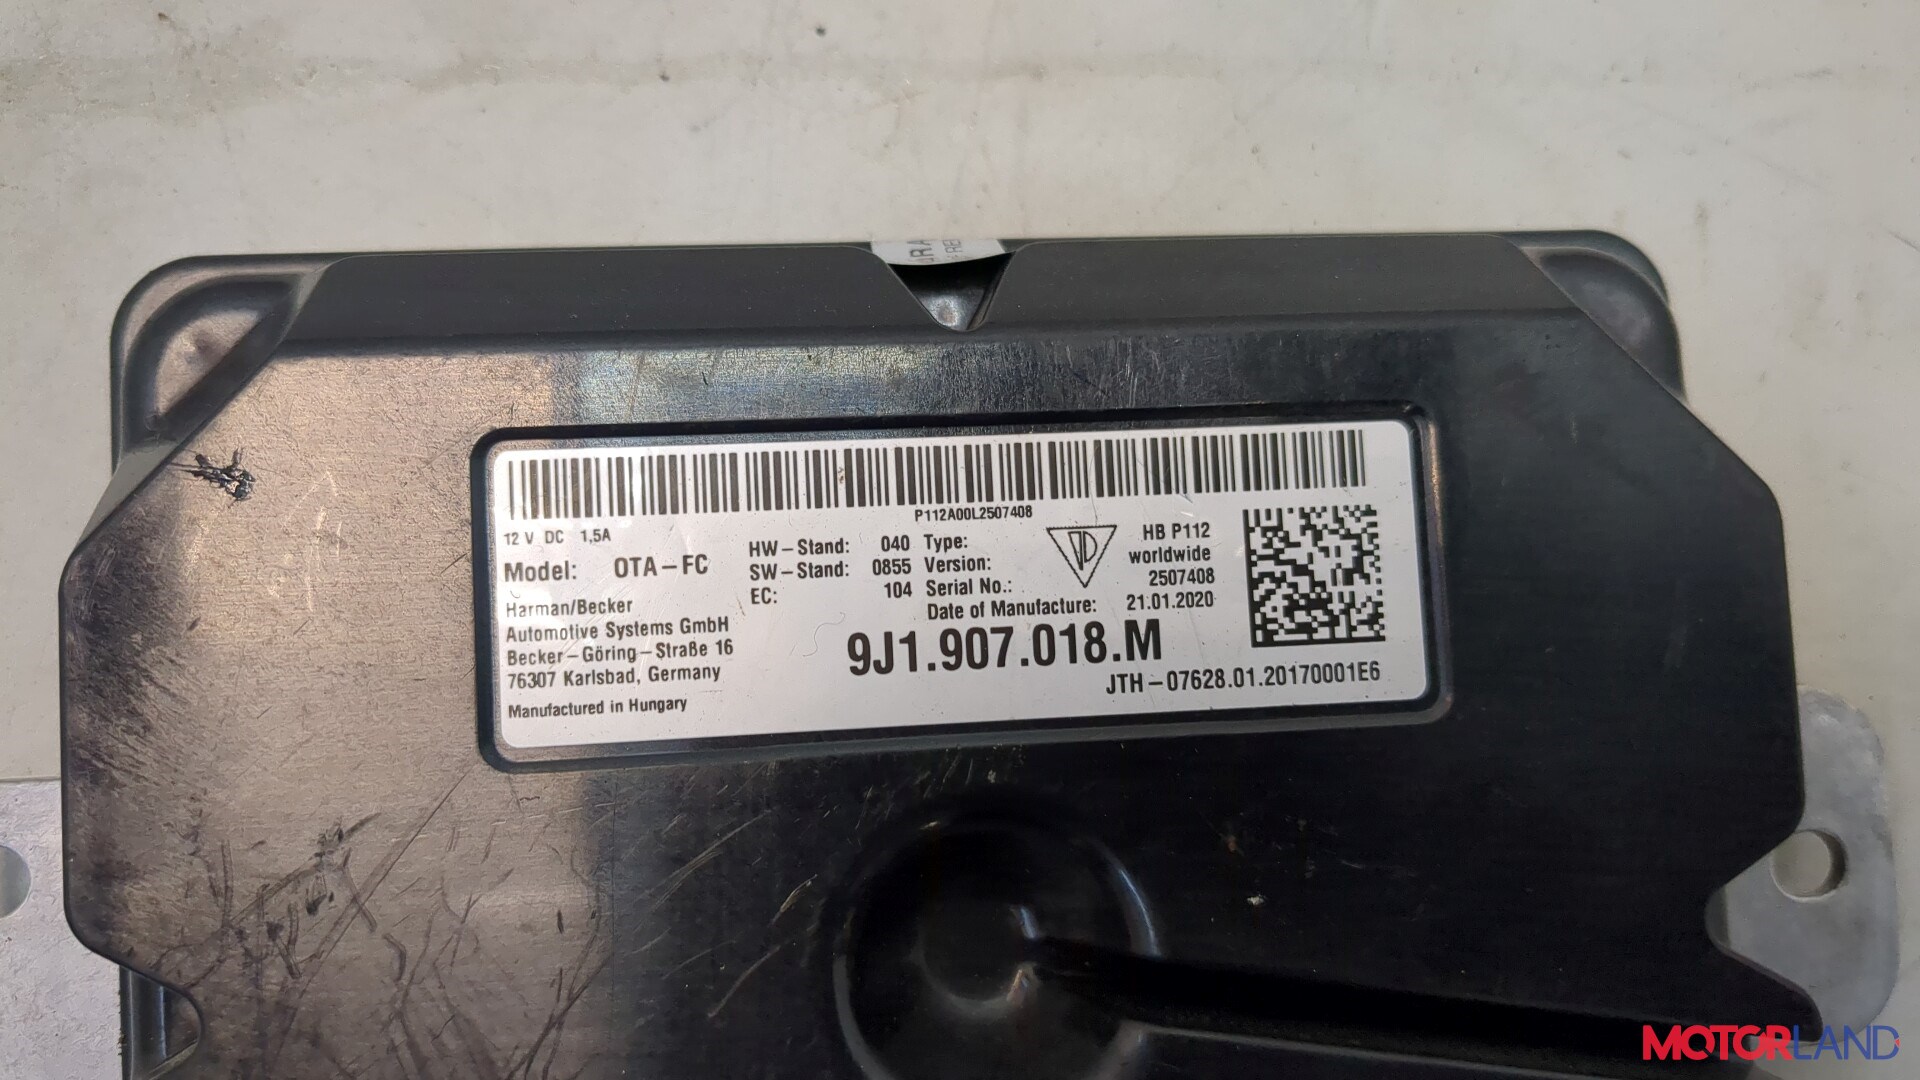 P112A00L2507408
12 V DC 1,5A
Model: OTA-FC
Harman/Becker
Automotive Systems GmbH
Becker-Göring-Straße 16
76307 Karlsbad, Germany
Manufactured in Hungary
HW-Stand: 040
SW-Stand: 0855
EC: 104
Type: HB P112
Version: worldwide
Serial No.: 2507408
Date of Manufacture: 21.01.2020
9J1.907.018.M
JTH-07628.01.20170001E6
MOTORLAND